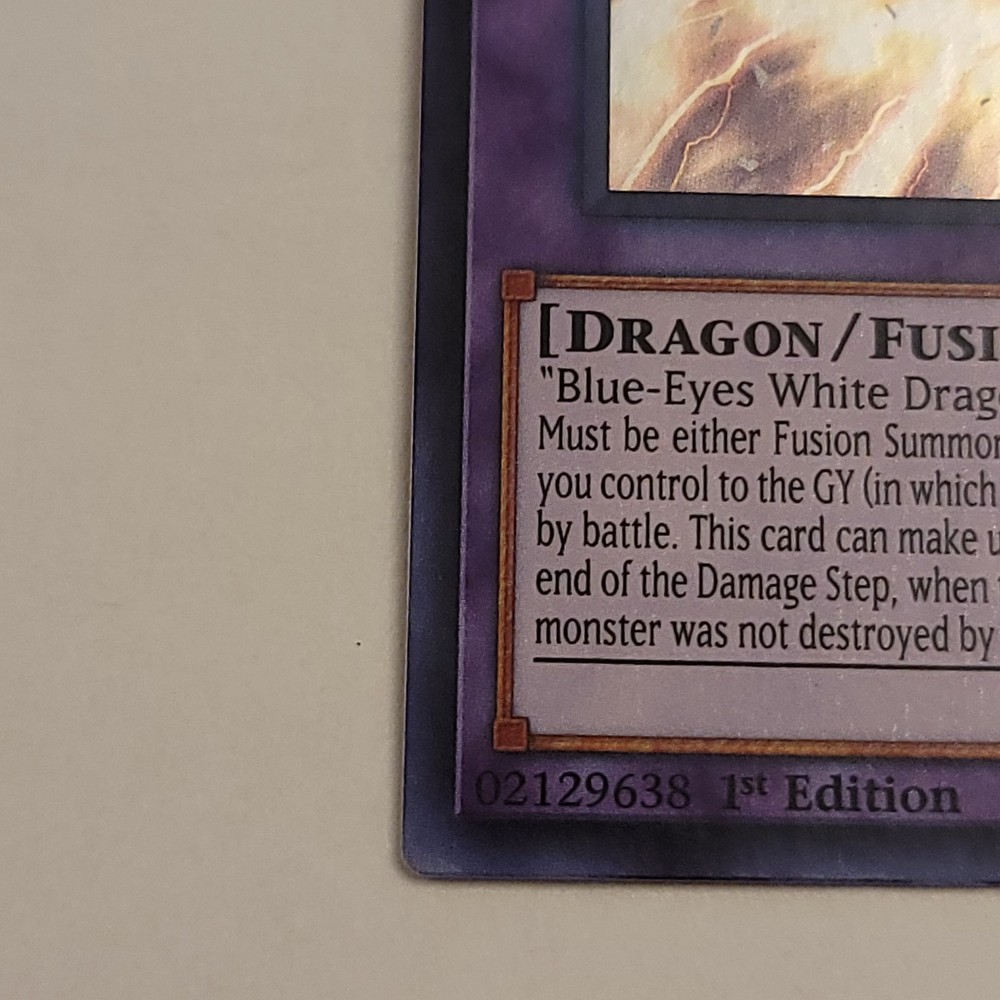 [DRAGON/FUSI
"Blue-Eyes White Drag
Must be either Fusion Summon
you control to the GY (in which
by battle. This card can make u
end of the Damage Step, when
monster was not destroyed by
02129638 1st Edition